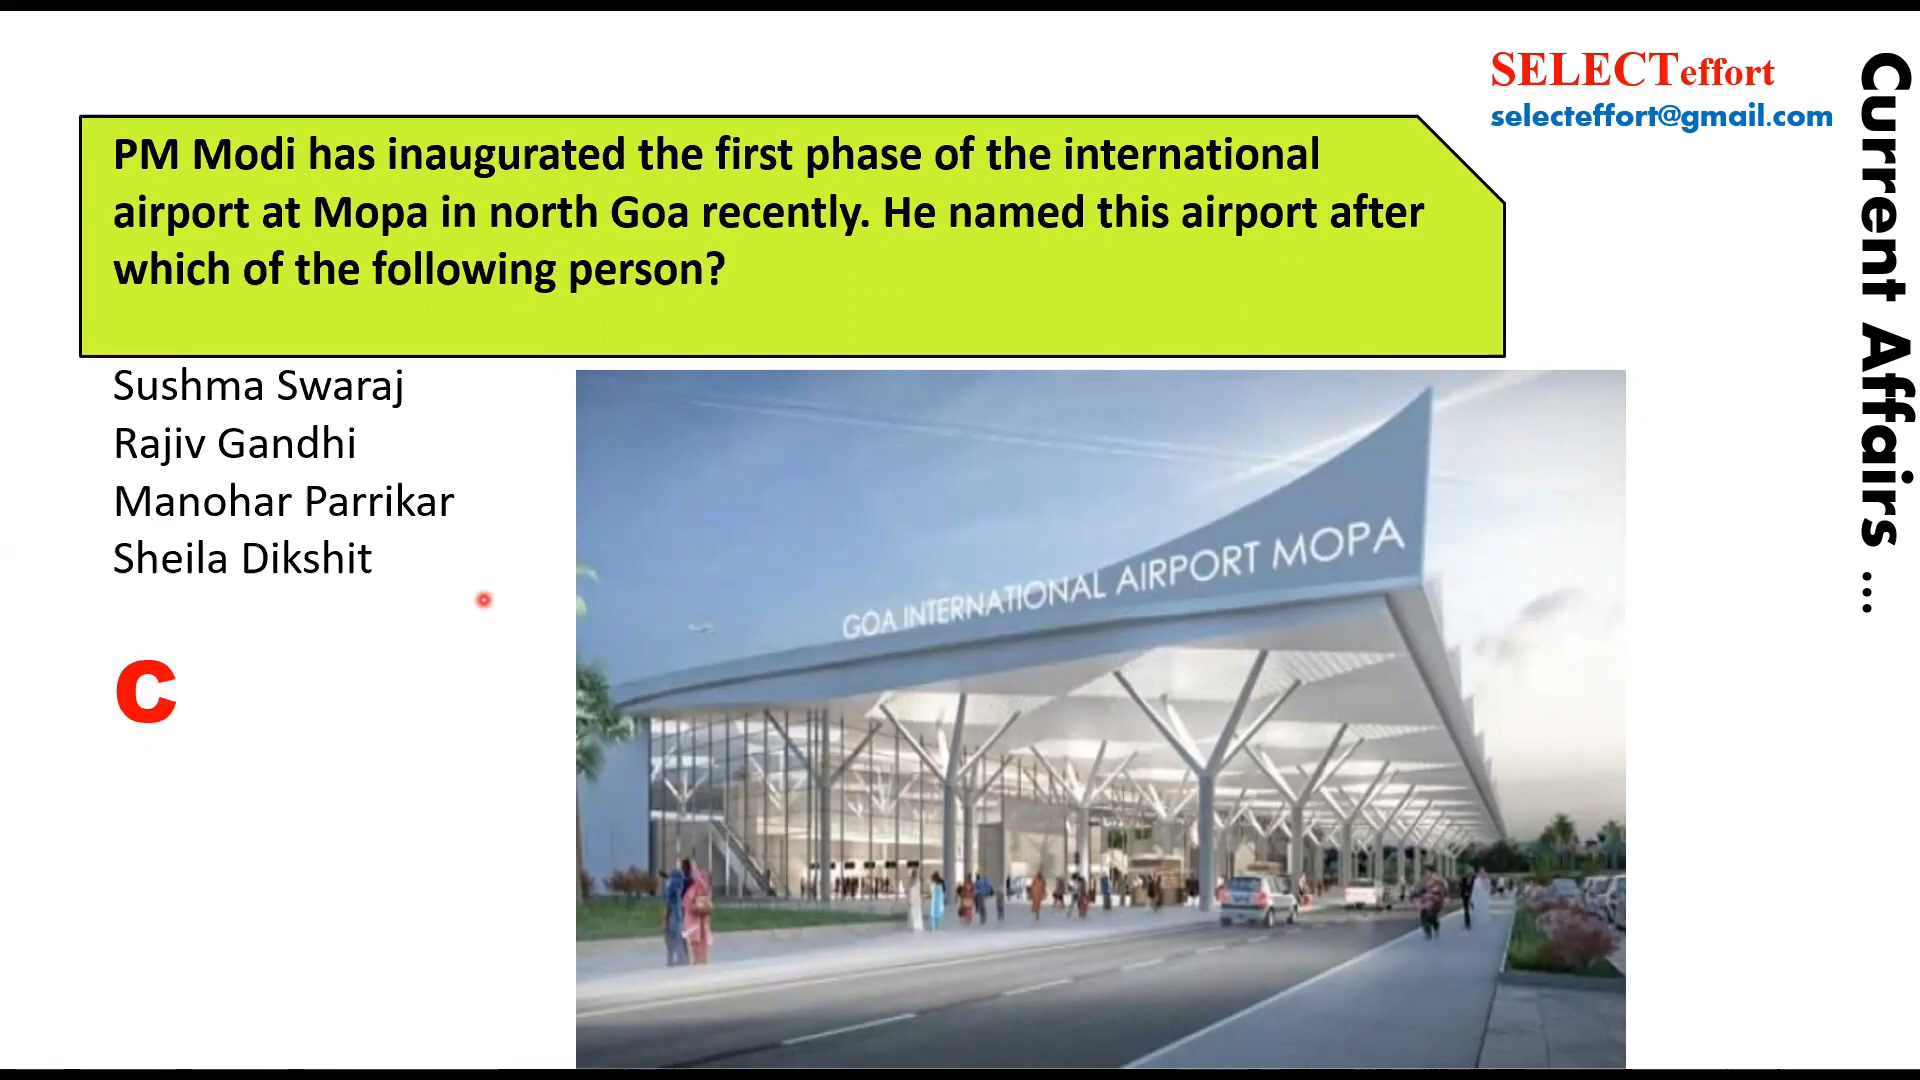 SELECTeffort
selecteffort@gmail.com
Current Affairs ...
PM Modi has inaugurated the first phase of the international
airport at Mopa in north Goa recently. He named this airport after
which of the following person?
Sushma Swaraj
Rajiv Gandhi
Manohar Parrikar
Sheila Dikshit
C
GOA INTERNATIONAL AIRPORT MOPA